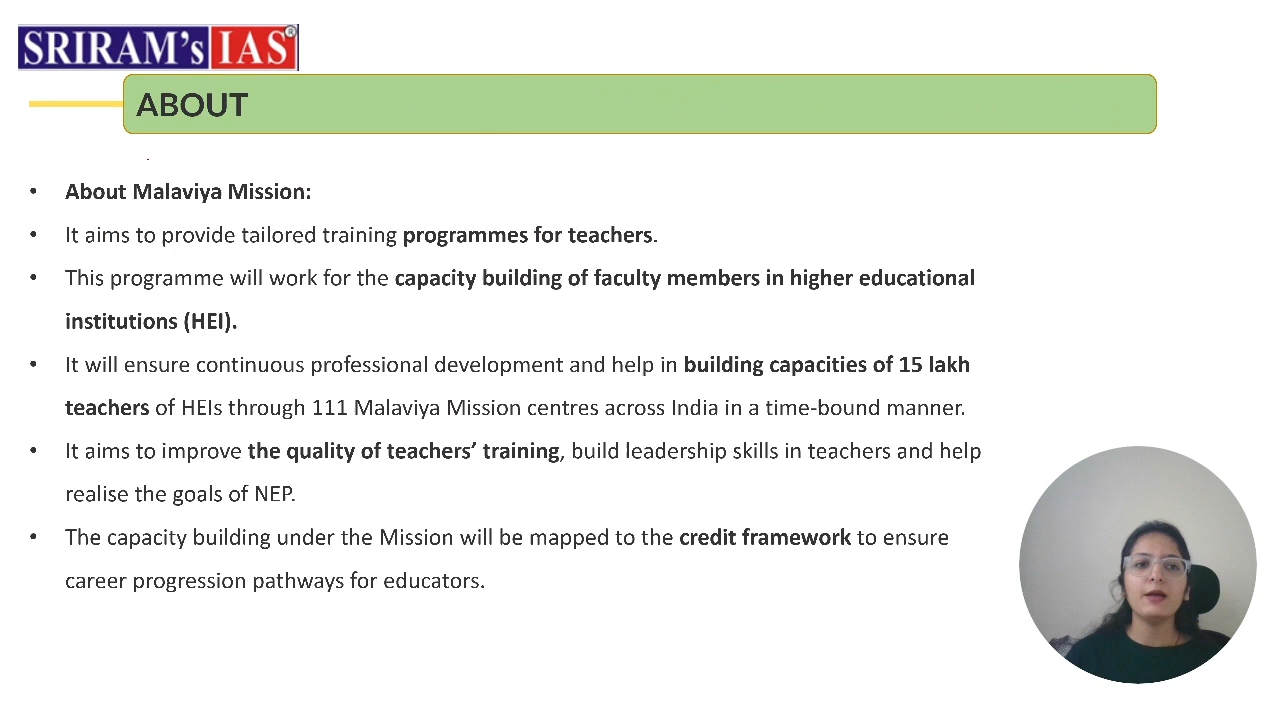 SRIRAM's IAS®
ABOUT
.
• About Malaviya Mission:
• It aims to provide tailored training programmes for teachers.
• This programme will work for the capacity building of faculty members in higher educational
institutions (HEI).
• It will ensure continuous professional development and help in building capacities of 15 lakh
teachers of HEIs through 111 Malaviya Mission centres across India in a time-bound manner.
• It aims to improve the quality of teachers’ training, build leadership skills in teachers and help
realise the goals of NEP.
• The capacity building under the Mission will be mapped to the credit framework to ensure
career progression pathways for educators.